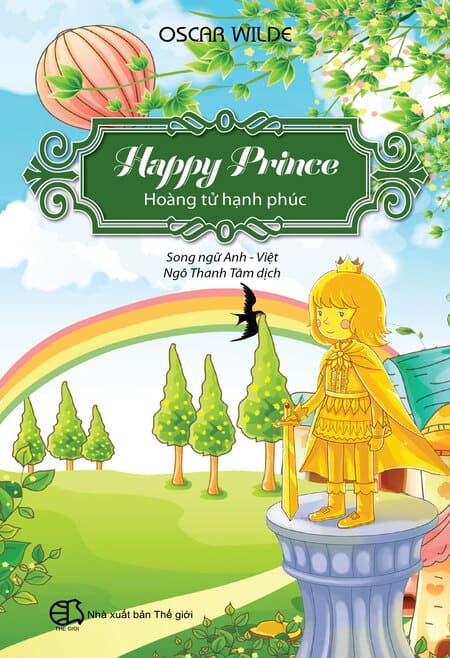 OSCAR WILDE
Happy Prince
Hoàng tử hạnh phúc
Song ngữ Anh - Việt
Ngô Thanh Tâm dịch
THẾ GIỚI
Nhà xuất bản Thế giới